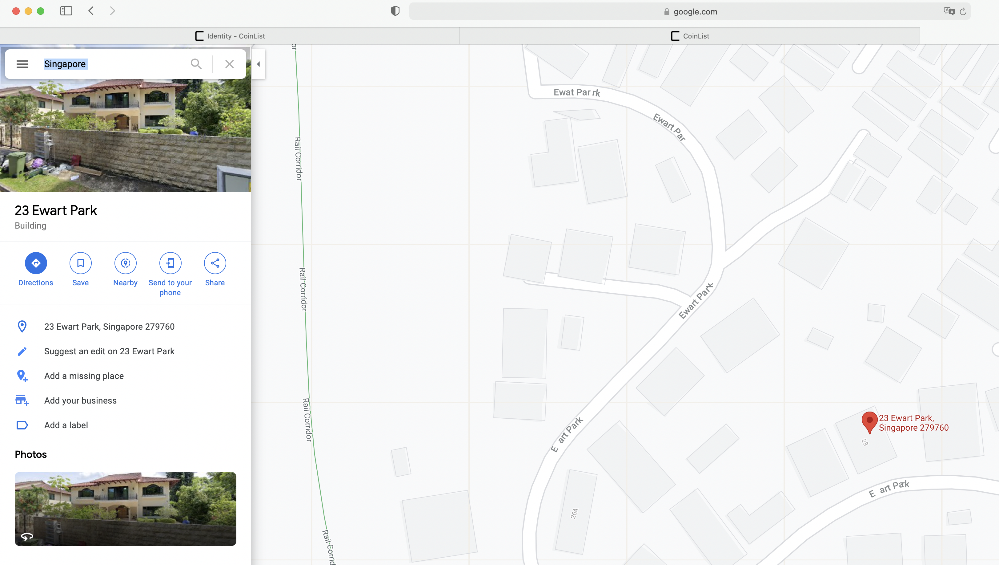 google.com
Identity - CoinList
CoinList
Singapore
23 Ewart Park
Building
Directions
Save
Nearby
Send to your
phone
Share
23 Ewart Park, Singapore 279760
Suggest an edit on 23 Ewart Park
Add a missing place
Add your business
Add a label
Photos
or
Rail Corridor
Rail Corridor
Rail Corridor
Rail Corrid
Ewat Par rk
Ewart Par
Ewart Park
E art Park
26A
23 Ewart Park,
Singapore 279760
23
E art Park